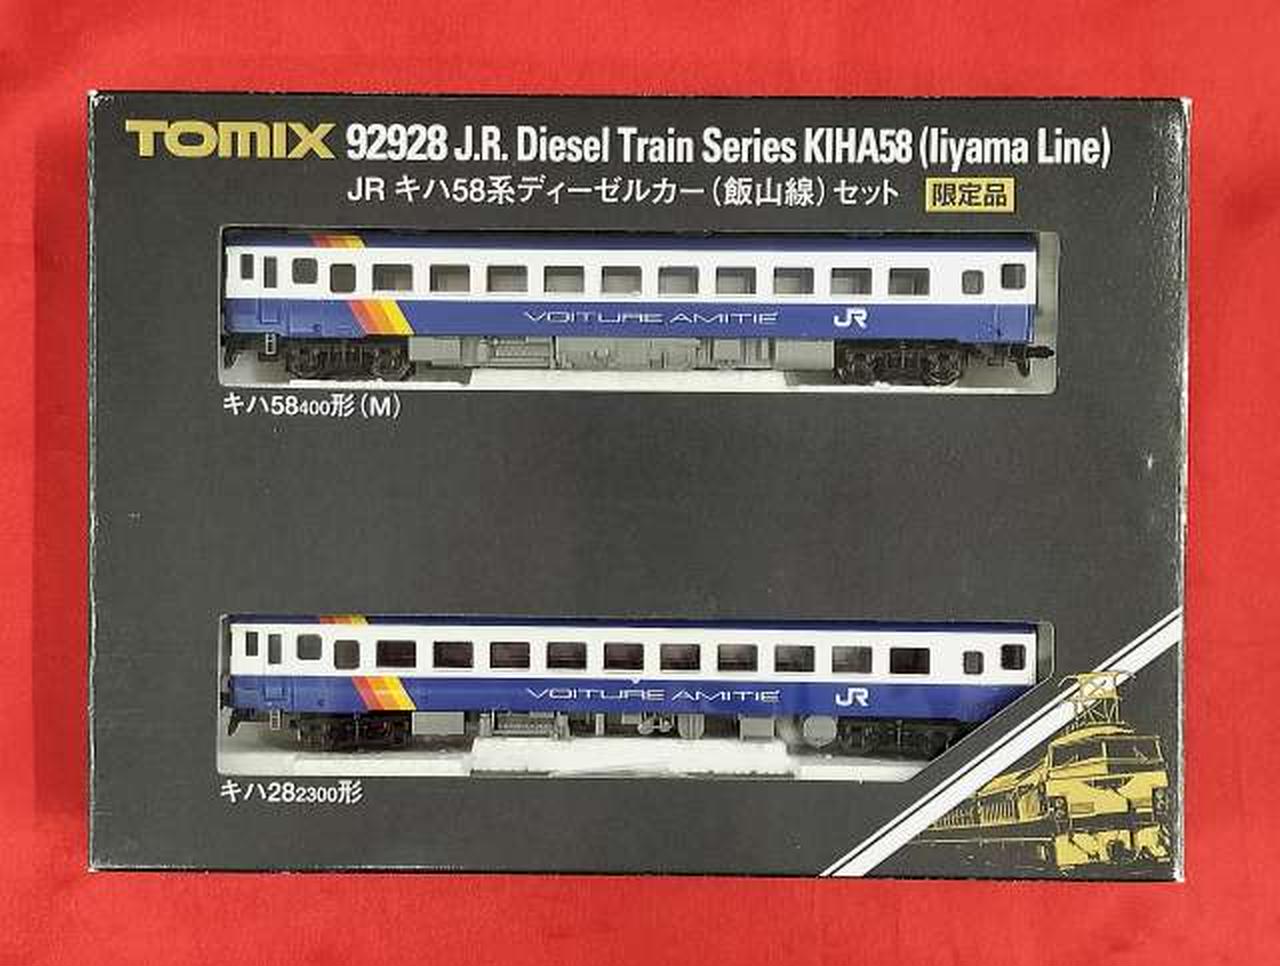 TOMIX 92928 J.R. Diesel Train Series KIHA58 (Iiyama Line)
JR キハ58系ディーゼルカー（飯山線）セット 限定品
VOITURE AMITIE JR
キハ58400形（M）
VOITURE AMITIE JR
キハ282300形